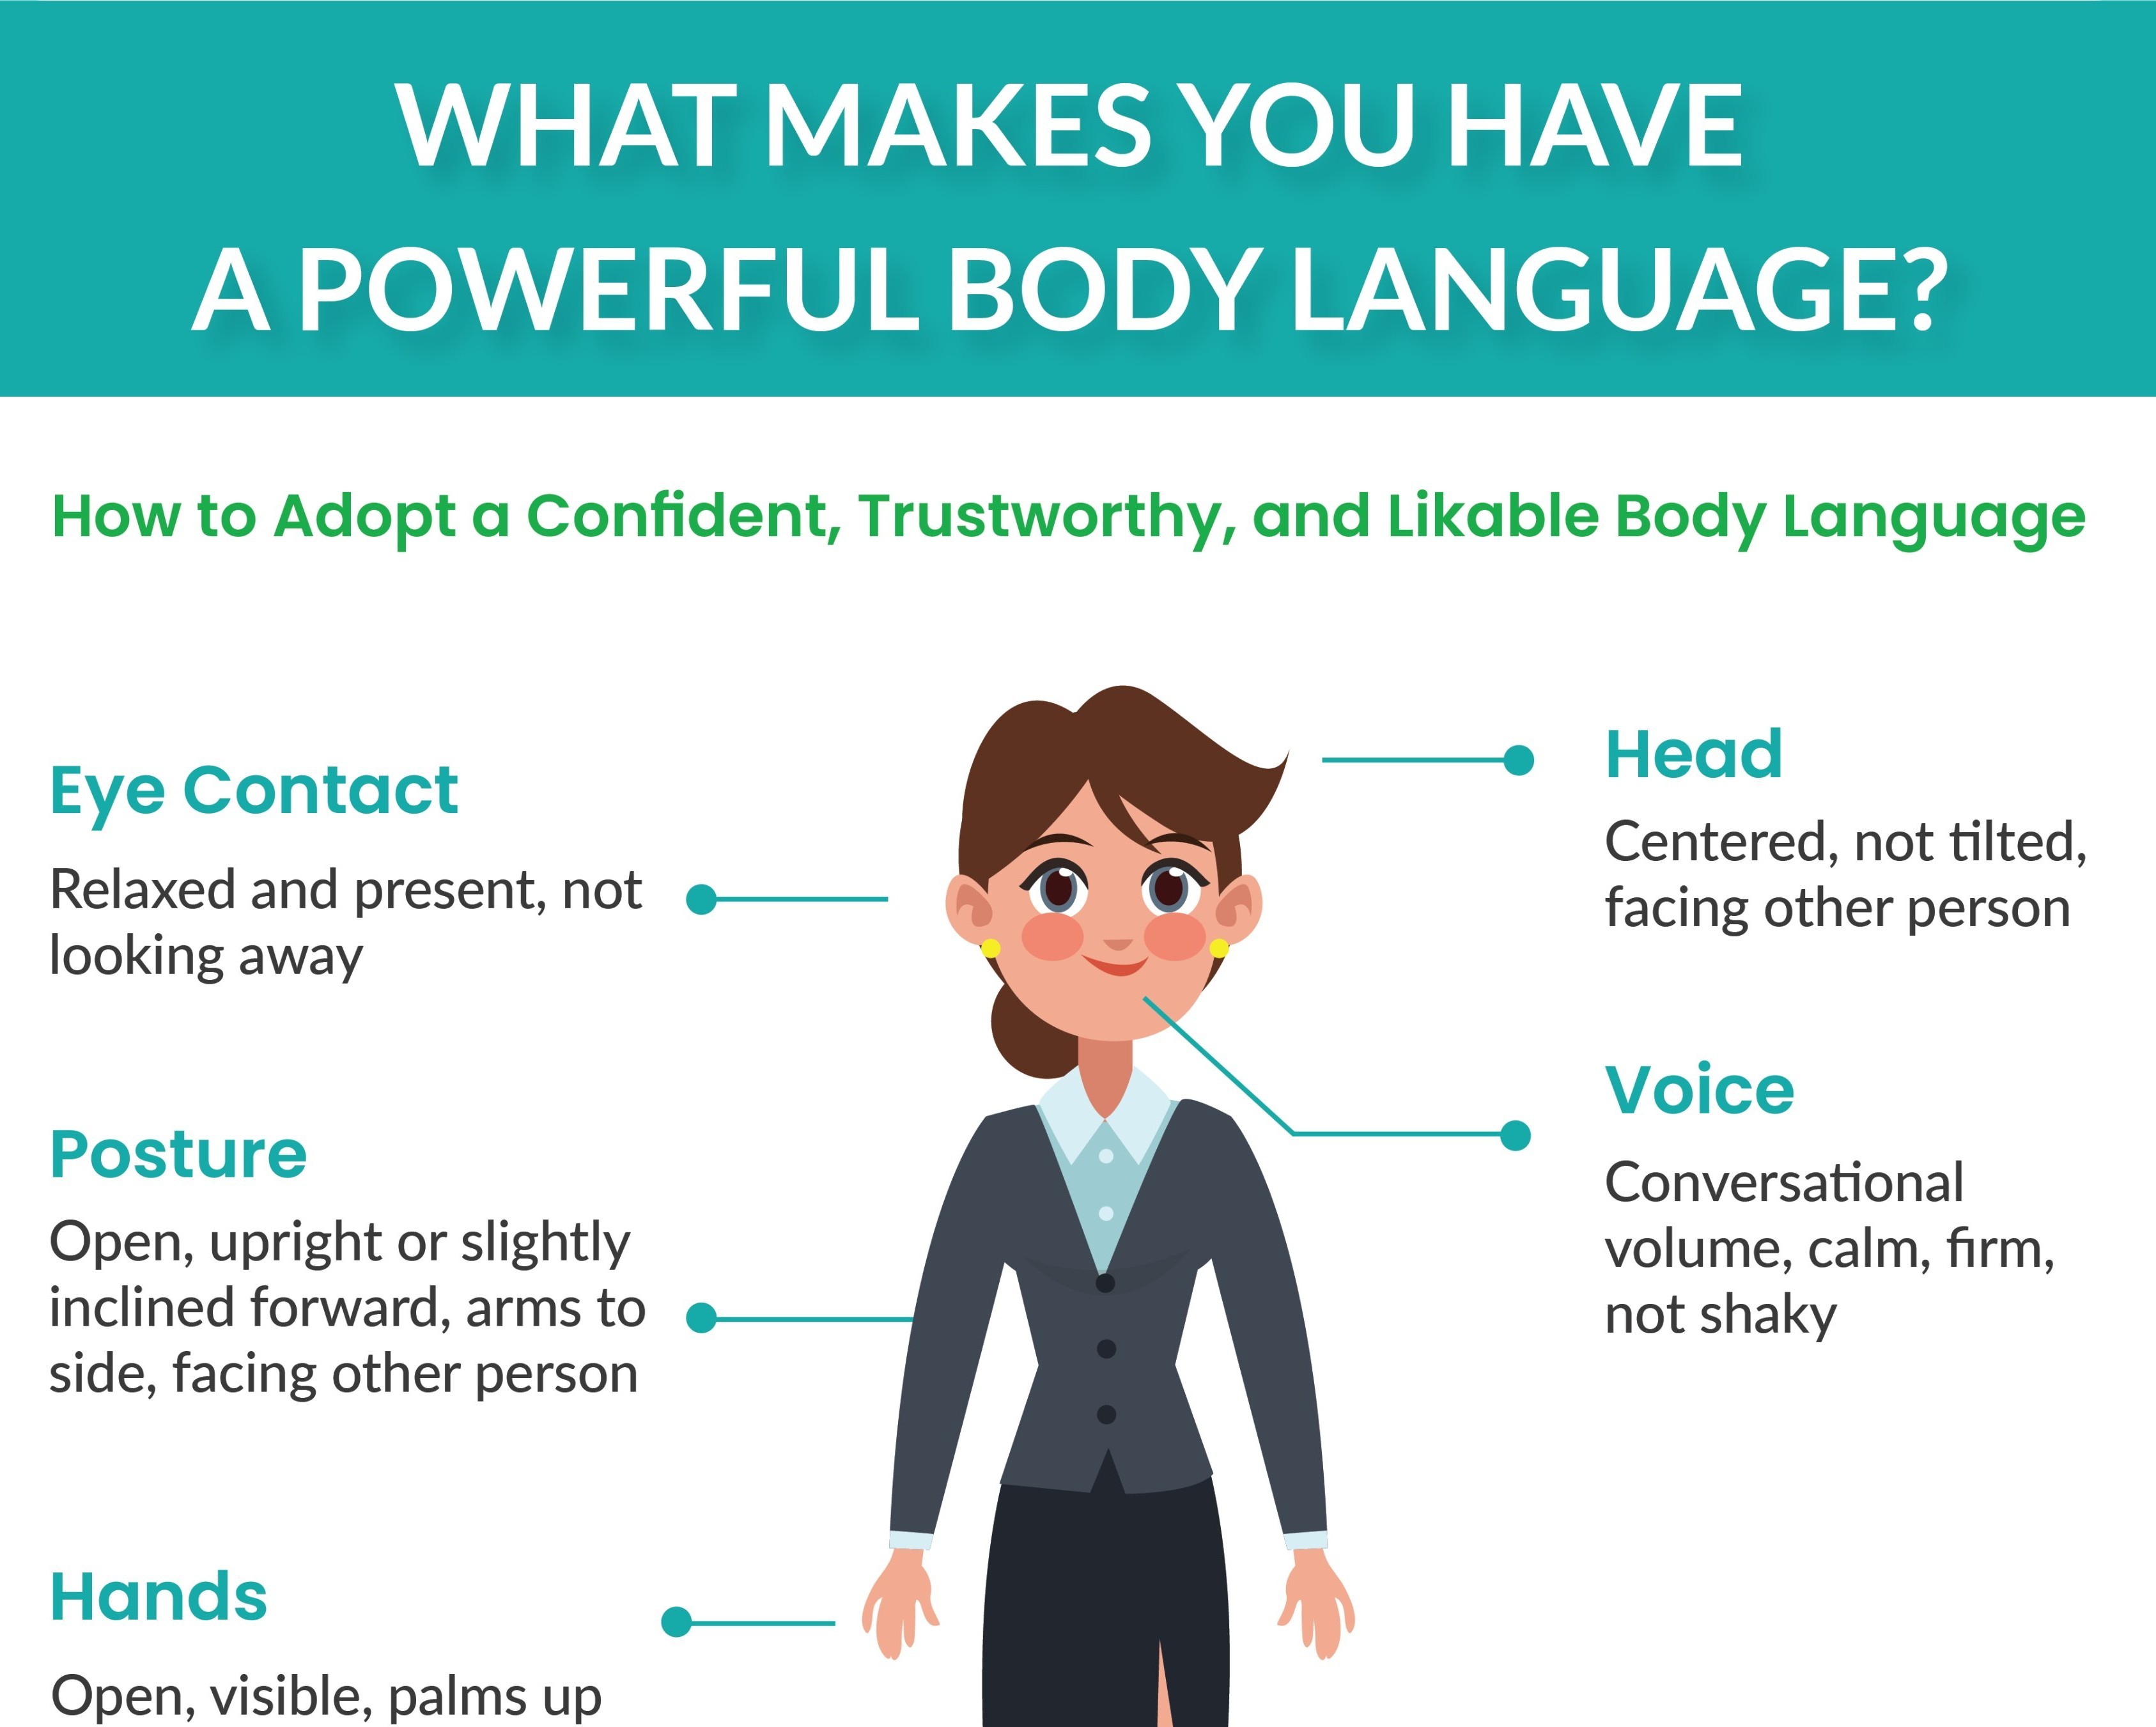 WHAT MAKES YOU HAVE
A POWERFUL BODY LANGUAGE?
How to Adopt a Confident, Trustworthy, and Likable Body Language
Eye Contact
Relaxed and present, not
looking away
Posture
Open, upright or slightly
inclined forward, arms to
side, facing other person
Hands
Open, visible, palms up
Head
Centered, not tilted,
facing other person
Voice
Conversational
volume, calm, firm,
not shaky